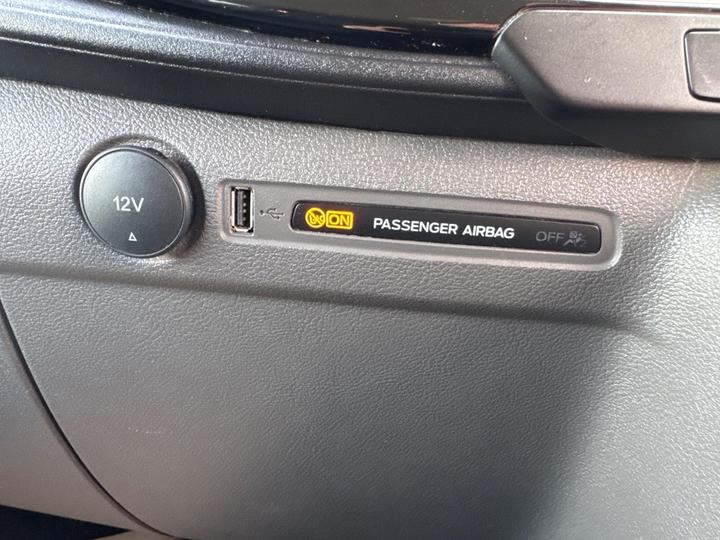 12V
ON PASSENGER AIRBAG OFF